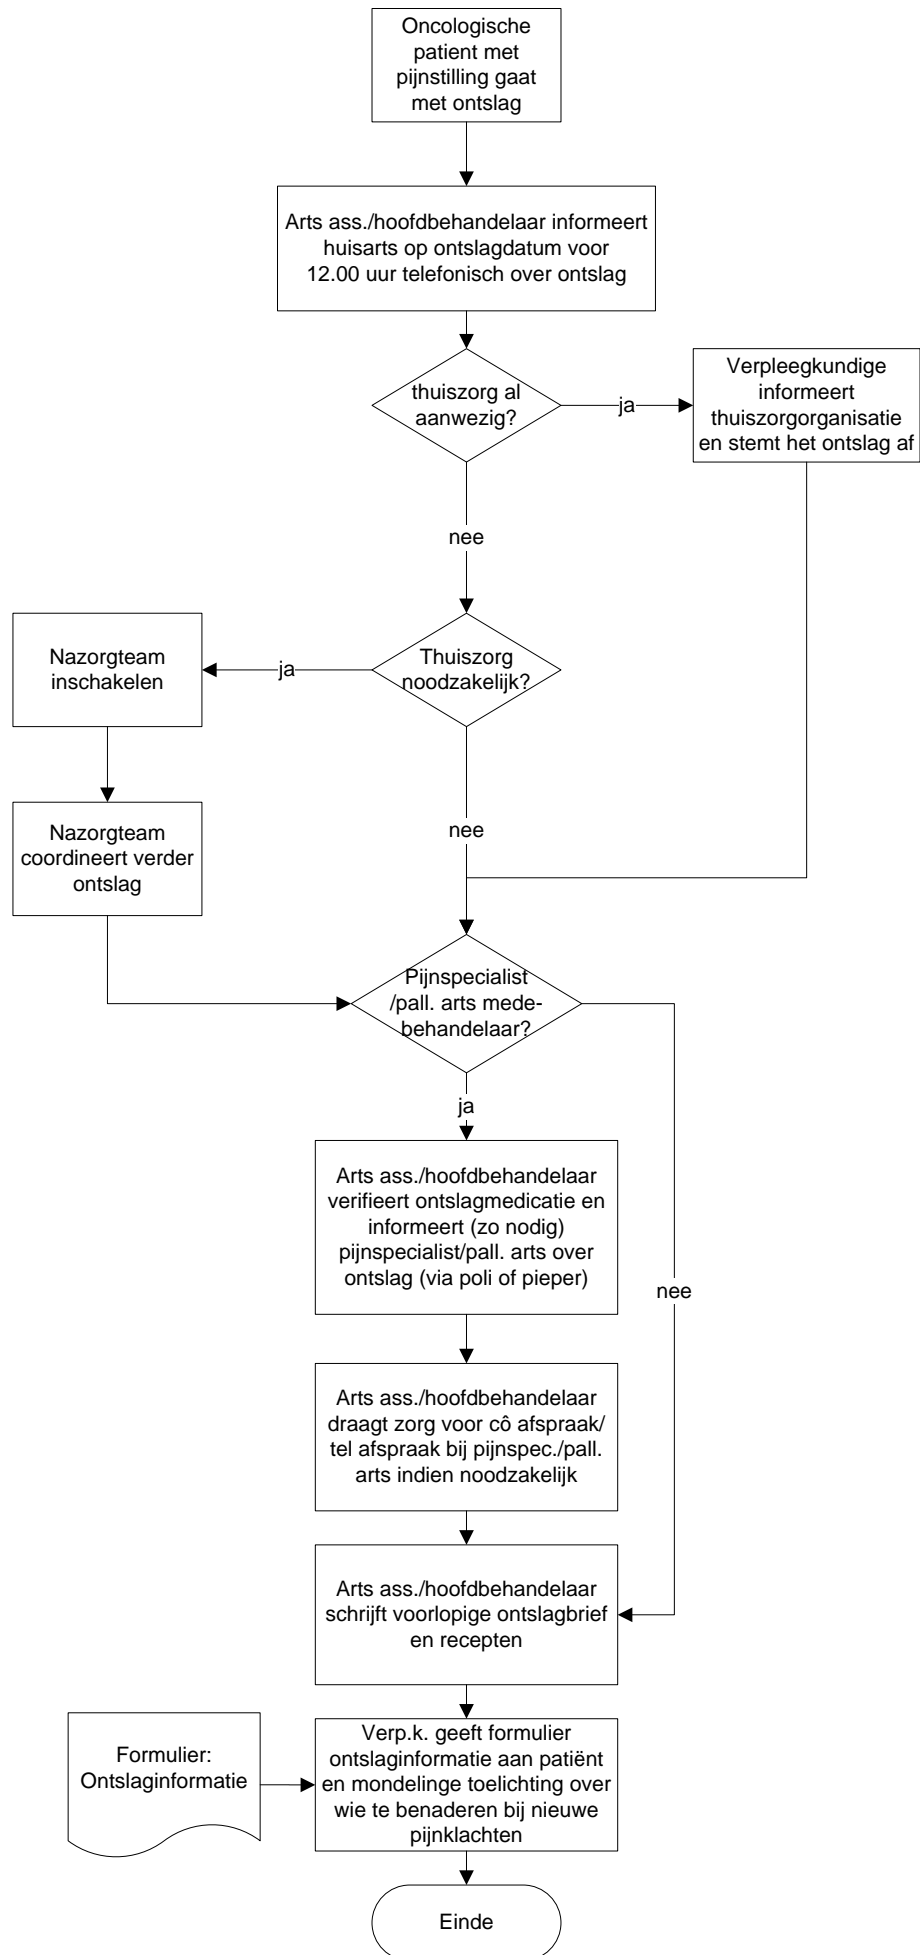 Oncologische
patient met
pijnstilling gaat
met ontslag
Arts ass./hoofdbehandelaar informeert
huisarts op ontslagdatum voor
12.00 uur telefonisch over ontslag
thuiszorg al
aanwezig?
ja
Verpleegkundige
informeert
thuiszorgorganisatie
en stemt het ontslag af
nee
Nazorgteam
inschakelen
ja
Thuiszorg
noodzakelijk?
Nazorgteam
coordineert verder
ontslag
nee
Pijnspecialist
/pall. arts mede-
behandelaar?
ja
Arts ass./hoofdbehandelaar
verifieert ontslagmedicatie en
informeert (zo nodig)
pijnspecialist/pall. arts over
ontslag (via poli of pieper)
nee
Arts ass./hoofdbehandelaar
draagt zorg voor cô afspraak/
tel afspraak bij pijnspec./pall.
arts indien noodzakelijk
Arts ass./hoofdbehandelaar
schrijft voorlopige ontslagbrief
en recepten
Formulier:
Ontslaginformatie
Verp.k. geeft formulier
ontslaginformatie aan patiënt
en mondelinge toelichting over
wie te benaderen bij nieuwe
pijnklachten
Einde